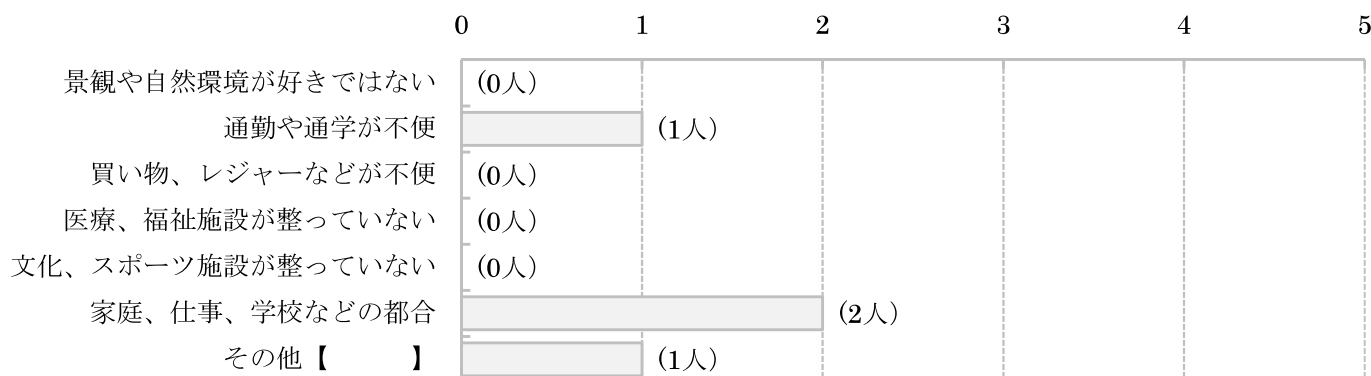 0 1 2 3 4 5
景観や自然環境が好きではない (0人)
通勤や通学が不便 (1人)
買い物、レジャーなどが不便 (0人)
医療、福祉施設が整っていない (0人)
文化、スポーツ施設が整っていない (0人)
家庭、仕事、学校などの都合 (2人)
その他【　　　】 (1人)